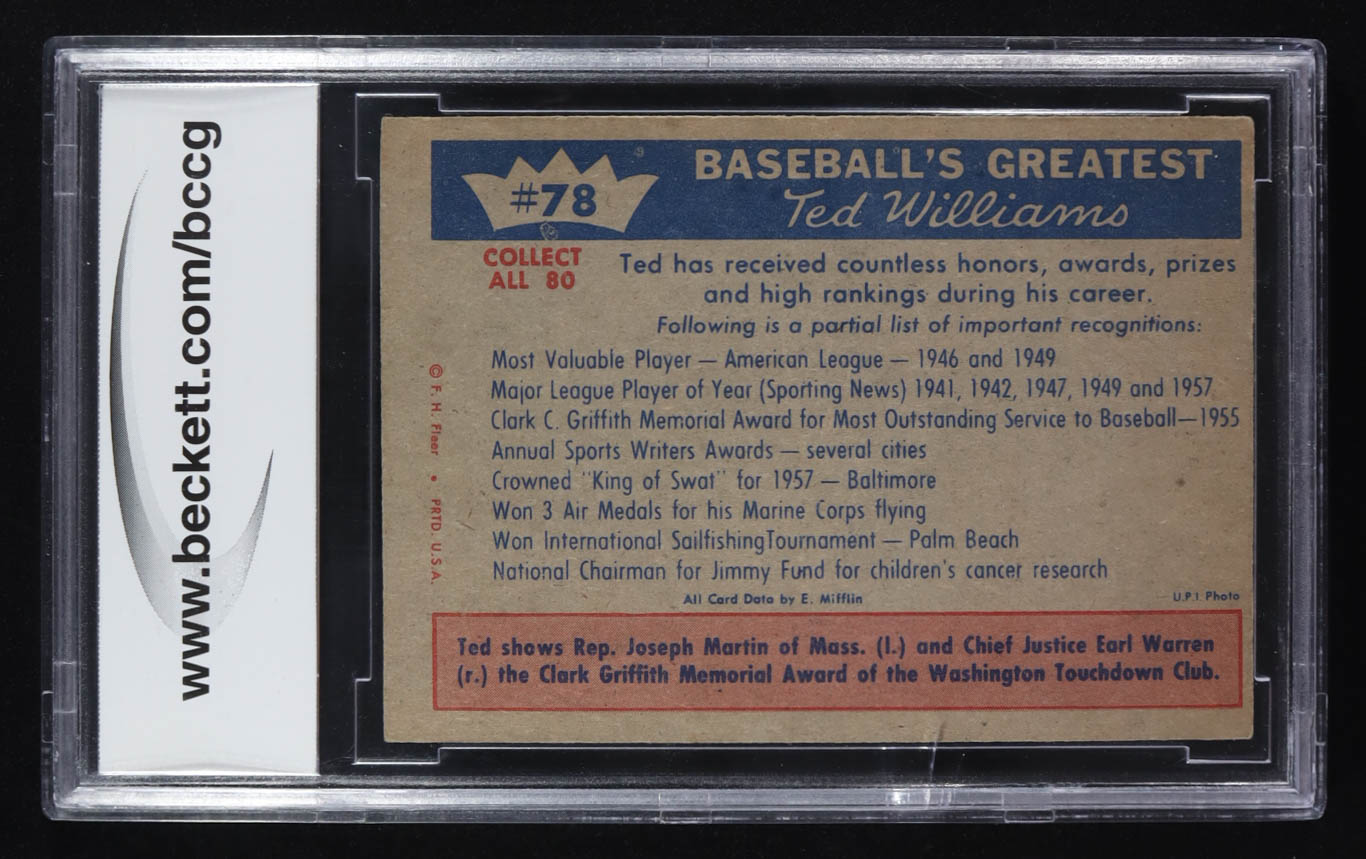 www.beckett.com/bccg
#78
BASEBALL'S GREATEST
Ted Williams
COLLECT
ALL 80
Ted has received countless honors, awards, prizes
and high rankings during his career.
Following is a partial list of important recognitions:
Most Valuable Player — American League — 1946 and 1949
Major League Player of Year (Sporting News) 1941, 1942, 1947, 1949 and 1957
Clark C. Griffith Memorial Award for Most Outstanding Service to Baseball—1955
Annual Sports Writers Awards — several cities
Crowned "King of Swat" for 1957 — Baltimore
Won 3 Air Medals for his Marine Corps flying
Won International SailfishingTournament — Palm Beach
National Chairman for Jimmy Fund for children's cancer research
All Card Data by E. Mifflin
U.P.I Photo
© F. H. Fleer • PRTD. U.S.A.
Ted shows Rep. Joseph Martin of Mass. (l.) and Chief Justice Earl Warren
(r.) the Clark Griffith Memorial Award of the Washington Touchdown Club.